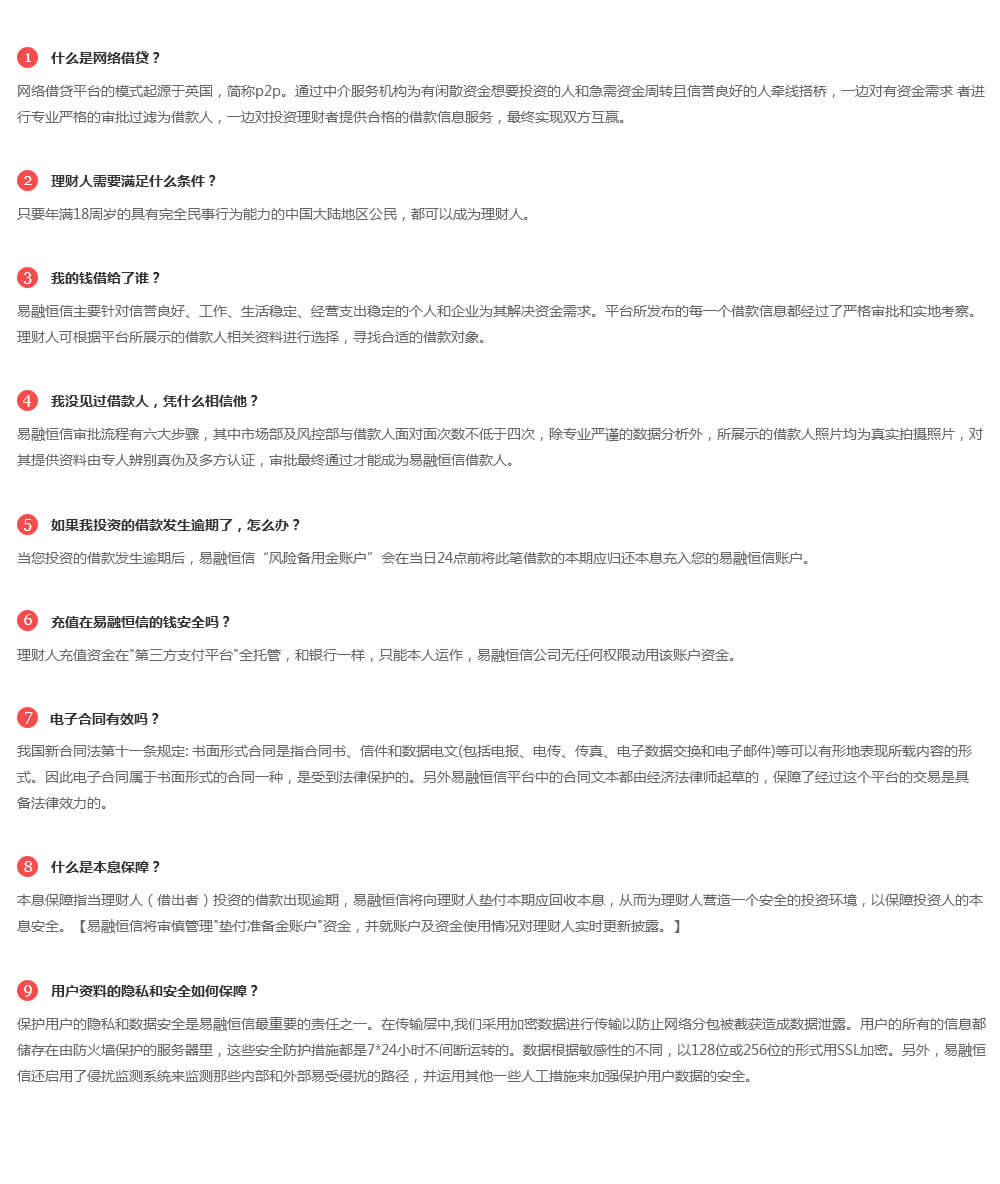 1 什么是网络借贷？
网络借贷平台的模式起源于英国，简称p2p。通过中介服务机构为有闲散资金想要投资的人和急需资金周转且信誉良好的人牵线搭桥，一边对有资金需求 者进
行专业严格的审批过滤为借款人，一边对投资理财者提供合格的借款信息服务，最终实现双方互赢。
2 理财人需要满足什么条件？
只要年满18周岁的具有完全民事行为能力的中国大陆地区公民，都可以成为理财人。
3 我的钱借给了谁？
易融恒信主要针对信誉良好、工作、生活稳定、经营支出稳定的个人和企业为其解决资金需求。平台所发布的每一个借款信息都经过了严格审批和实地考察。
理财人可根据平台所展示的借款人相关资料进行选择，寻找合适的借款对象。
4 我没见过借款人，凭什么相信他？
易融恒信审批流程有六大步骤，其中市场部及风控部与借款人面对面次数不低于四次，除专业严谨的数据分析外，所展示的借款人照片均为真实拍摄照片，对
其提供资料由专人辨别真伪及多方认证，审批最终通过才能成为易融恒信借款人。
5 如果我投资的借款发生逾期了，怎么办？
当您投资的借款发生逾期后，易融恒信“风险备用金账户”会在当日24点前将此笔借款的本期应归还本息充入您的易融恒信账户。
6 充值在易融恒信的钱安全吗？
理财人充值资金在"第三方支付平台"全托管，和银行一样，只能本人运作，易融恒信公司无任何权限动用该账户资金。
7 电子合同有效吗？
我国新合同法第十一条规定: 书面形式合同是指合同书、信件和数据电文(包括电报、电传、传真、电子数据交换和电子邮件)等可以有形地表现所载内容的形
式。因此电子合同属于书面形式的合同一种，是受到法律保护的。另外易融恒信平台中的合同文本都由经济法律师起草的，保障了经过这个平台的交易是具
备法律效力的。
8 什么是本息保障？
本息保障指当理财人（借出者）投资的借款出现逾期，易融恒信将向理财人垫付本期应回收本息，从而为理财人营造一个安全的投资环境，以保障投资人的本
息安全。【易融恒信将审慎管理"垫付准备金账户"资金，并就账户及资金使用情况对理财人实时更新披露。】
9 用户资料的隐私和安全如何保障？
保护用户的隐私和数据安全是易融恒信最重要的责任之一。在传输层中,我们采用加密数据进行传输以防止网络分包被截获造成数据泄露。用户的所有的信息都
储存在由防火墙保护的服务器里，这些安全防护措施都是7*24小时不间断运转的。数据根据敏感性的不同，以128位或256位的形式用SSL加密。另外，易融恒
信还启用了侵扰监测系统来监测那些内部和外部易受侵扰的路径，并运用其他一些人工措施来加强保护用户数据的安全。